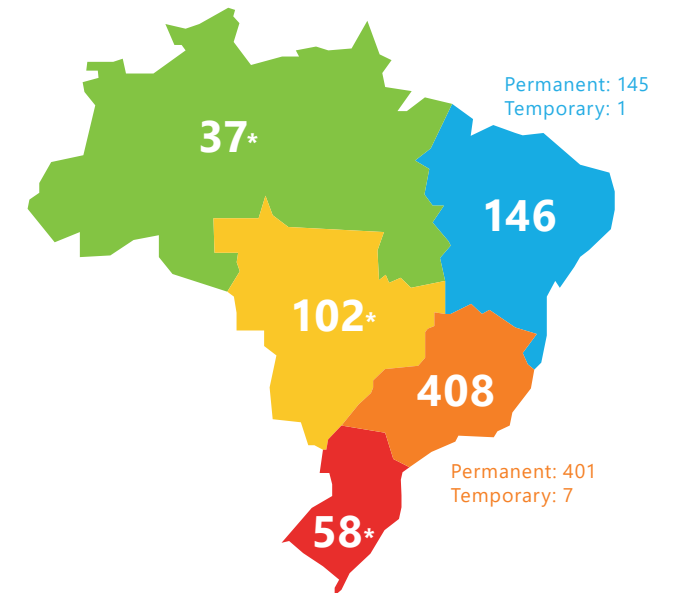 Permanent: 145
Temporary: 1
37*
146
102*
408
Permanent: 401
Temporary: 7
58*